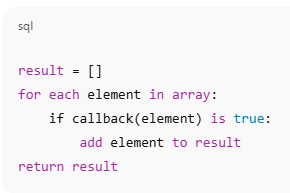 sql
result = []
for each element in array:
    if callback(element) is true:
        add element to result
return result